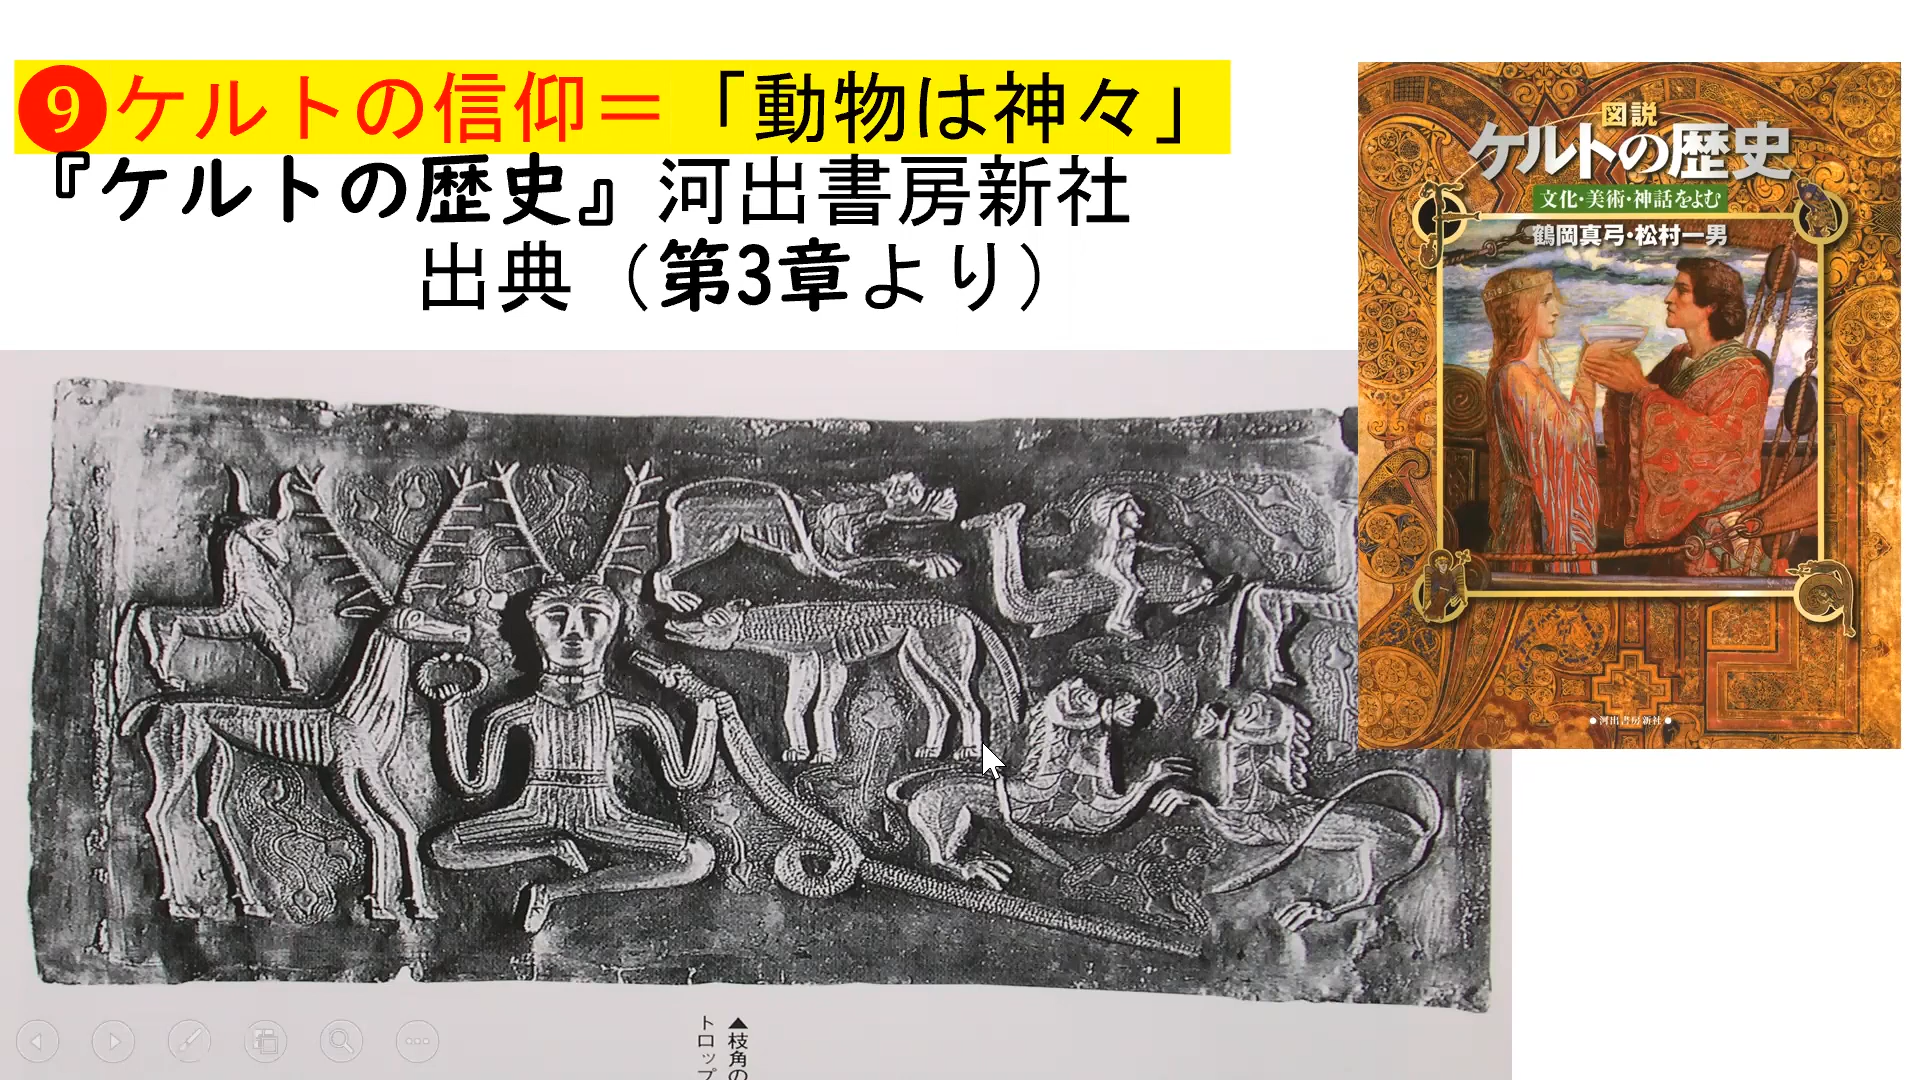 ❾ケルトの信仰＝「動物は神々」
『ケルトの歴史』河出書房新社
出典（第3章より）
図説
ケルトの歴史
文化・美術・神話をよむ
鶴岡真弓・松村一男
●河出書房新社●
▲枝角の
トロップ